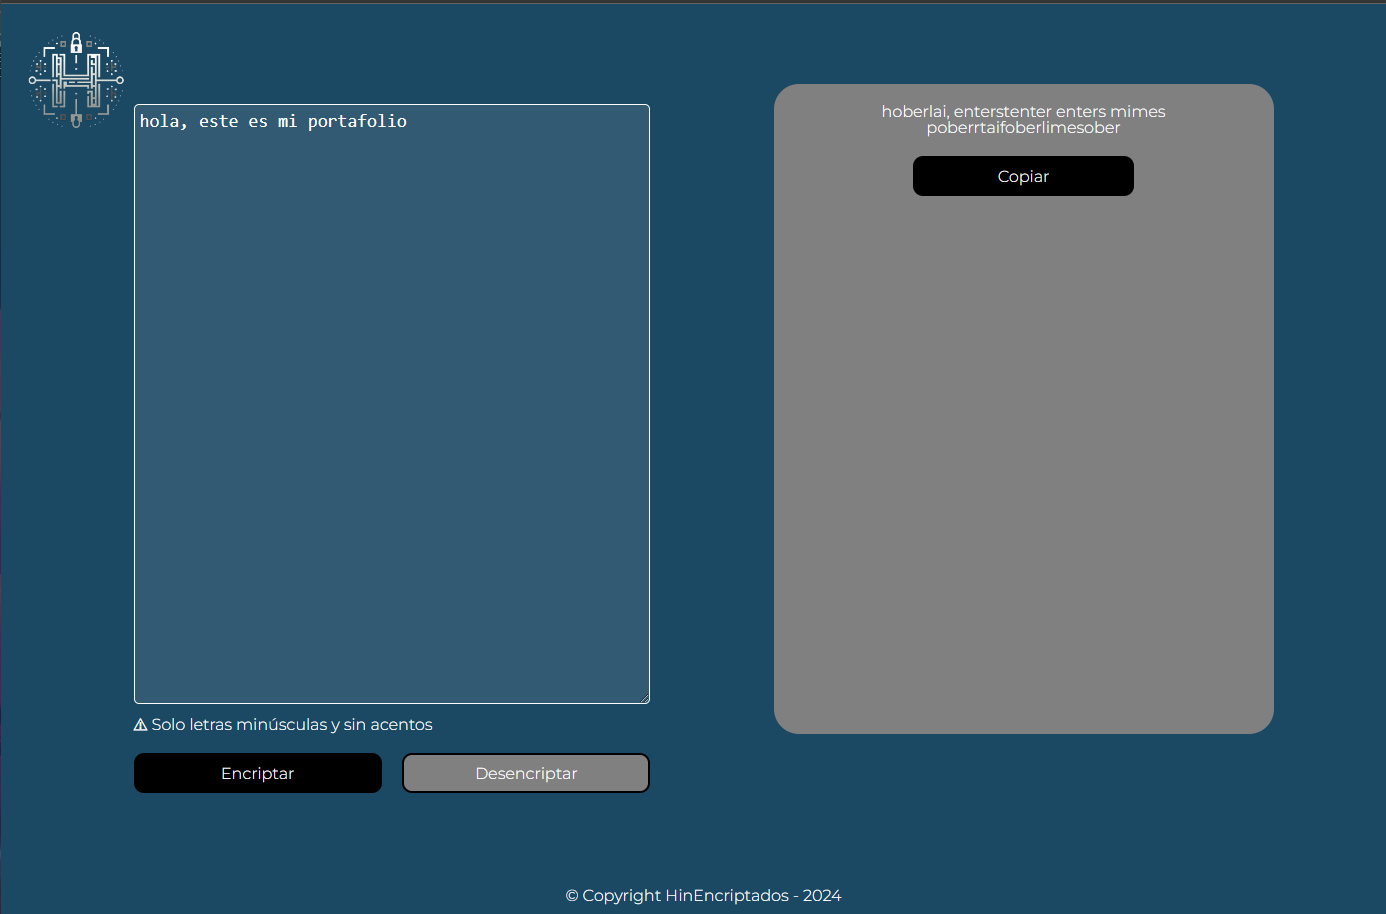 hola, este es mi portafolio
hoberlai, enterstenter enters mimes
poberrtaifoberlimesober
Copiar
⚠ Solo letras minúsculas y sin acentos
Encriptar
Desencriptar
© Copyright HinEncriptados - 2024